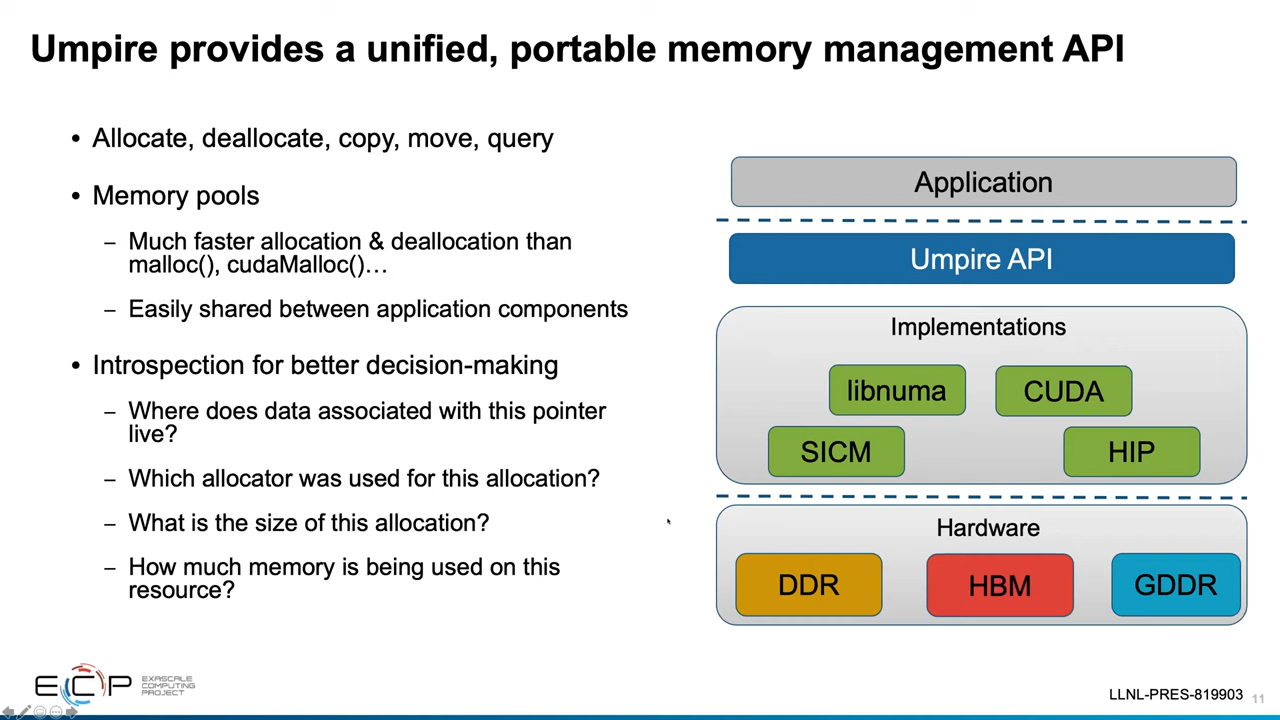 Umpire provides a unified, portable memory management API
• Allocate, deallocate, copy, move, query
• Memory pools
– Much faster allocation & deallocation than
malloc(), cudaMalloc()…
– Easily shared between application components
• Introspection for better decision-making
– Where does data associated with this pointer
live?
– Which allocator was used for this allocation?
– What is the size of this allocation?
– How much memory is being used on this
resource?
Application
Umpire API
Implementations
libnuma
CUDA
SICM
HIP
Hardware
DDR
HBM
GDDR
ECP
EXASCALE
COMPUTING
PROJECT
LLNL-PRES-819903
11